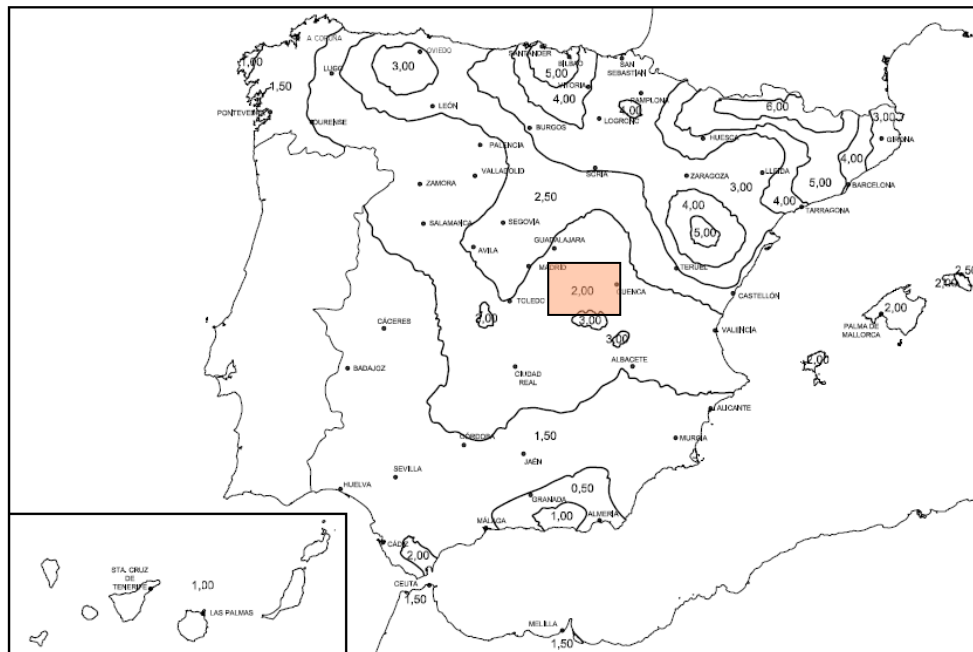 A CORUÑA
OVIEDO
SANTANDER
BILBAO
SAN
SEBASTIÁN
1,00
3,00
5,00
LUGO
1,50
VITORIA
4,00
PAMPLONA
LEÓN
6,00
PONTEVEDRA
OURENSE
4,00
3,00
LOGROÑO
BURGOS
HUESCA
GIRONA
PALENCIA
4,00
SORIA
VALLADOLID
ZARAGOZA
LLEIDA
ZAMORA
3,00
5,00
BARCELONA
2,50
4,00
4,00
TARRAGONA
SALAMANCA
SEGOVIA
5,00
AVILA
GUADALAJARA
MADRID
TERUEL
2,50
2,00
2,00
CUENCA
TOLEDO
CASTELLÓN
2,00
3,00
CÁCERES
VALENCIA
PALMA DE
MALLORCA
3,00
ALBACETE
2,00
BADAJOZ
CIUDAD
REAL
ALICANTE
CÓRDOBA
1,50
MURCIA
JAÉN
SEVILLA
HUELVA
0,50
GRANADA
1,00
MÁLAGA
ALMERÍA
CÁDIZ
2,00
STA. CRUZ
DE
TENERIFE
1,00
CEUTA
1,50
LAS PALMAS
MELILLA
1,50